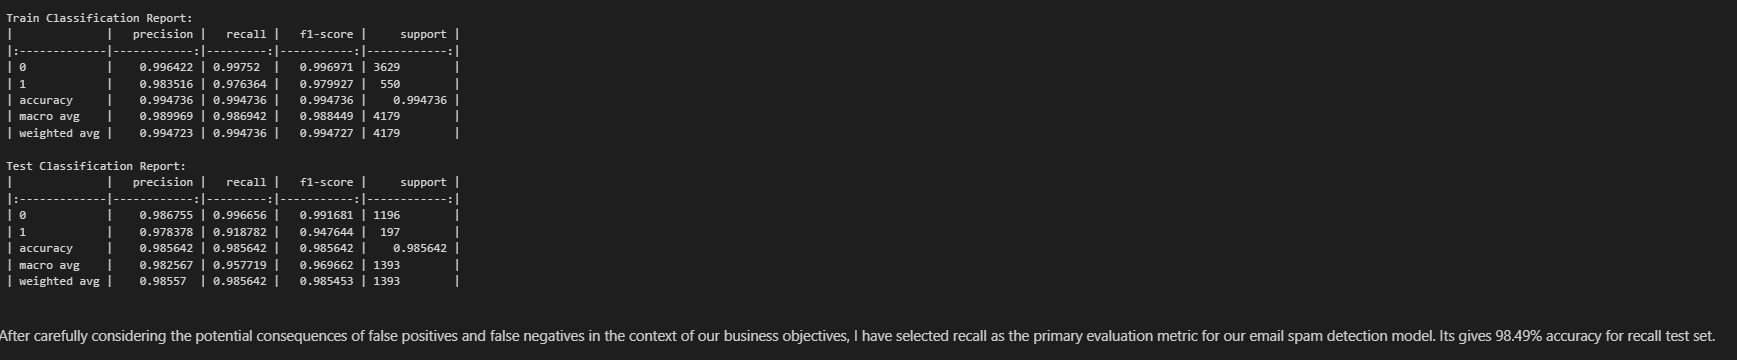 Train Classification Report:
|              |   precision |   recall |   f1-score |     support |
|:-------------|------------:|---------:|-----------:|------------:|
| 0            |    0.996422 | 0.99752  |   0.996971 | 3629        |
| 1            |    0.983516 | 0.976364 |   0.979927 |  550        |
| accuracy     |    0.994736 | 0.994736 |   0.994736 |    0.994736 |
| macro avg    |    0.989969 | 0.986942 |   0.988449 | 4179        |
| weighted avg |    0.994723 | 0.994736 |   0.994727 | 4179        |
Test Classification Report:
|              |   precision |   recall |   f1-score |     support |
|:-------------|------------:|---------:|-----------:|------------:|
| 0            |    0.986755 | 0.996656 |   0.991681 | 1196        |
| 1            |    0.978378 | 0.918782 |   0.947644 |  197        |
| accuracy     |    0.985642 | 0.985642 |   0.985642 |    0.985642 |
| macro avg    |    0.982567 | 0.957719 |   0.969662 | 1393        |
| weighted avg |    0.98557  | 0.985642 |   0.985453 | 1393        |
After carefully considering the potential consequences of false positives and false negatives in the context of our business objectives, I have selected recall as the primary evaluation metric for our email spam detection model. Its gives 98.49% accuracy for recall test set.